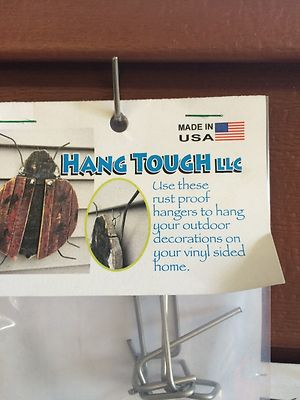 MADE IN
USA
HANG TOUGH LLC
Use these
rust proof
hangers to hang
your outdoor
decorations on
your vinyl sided
home.